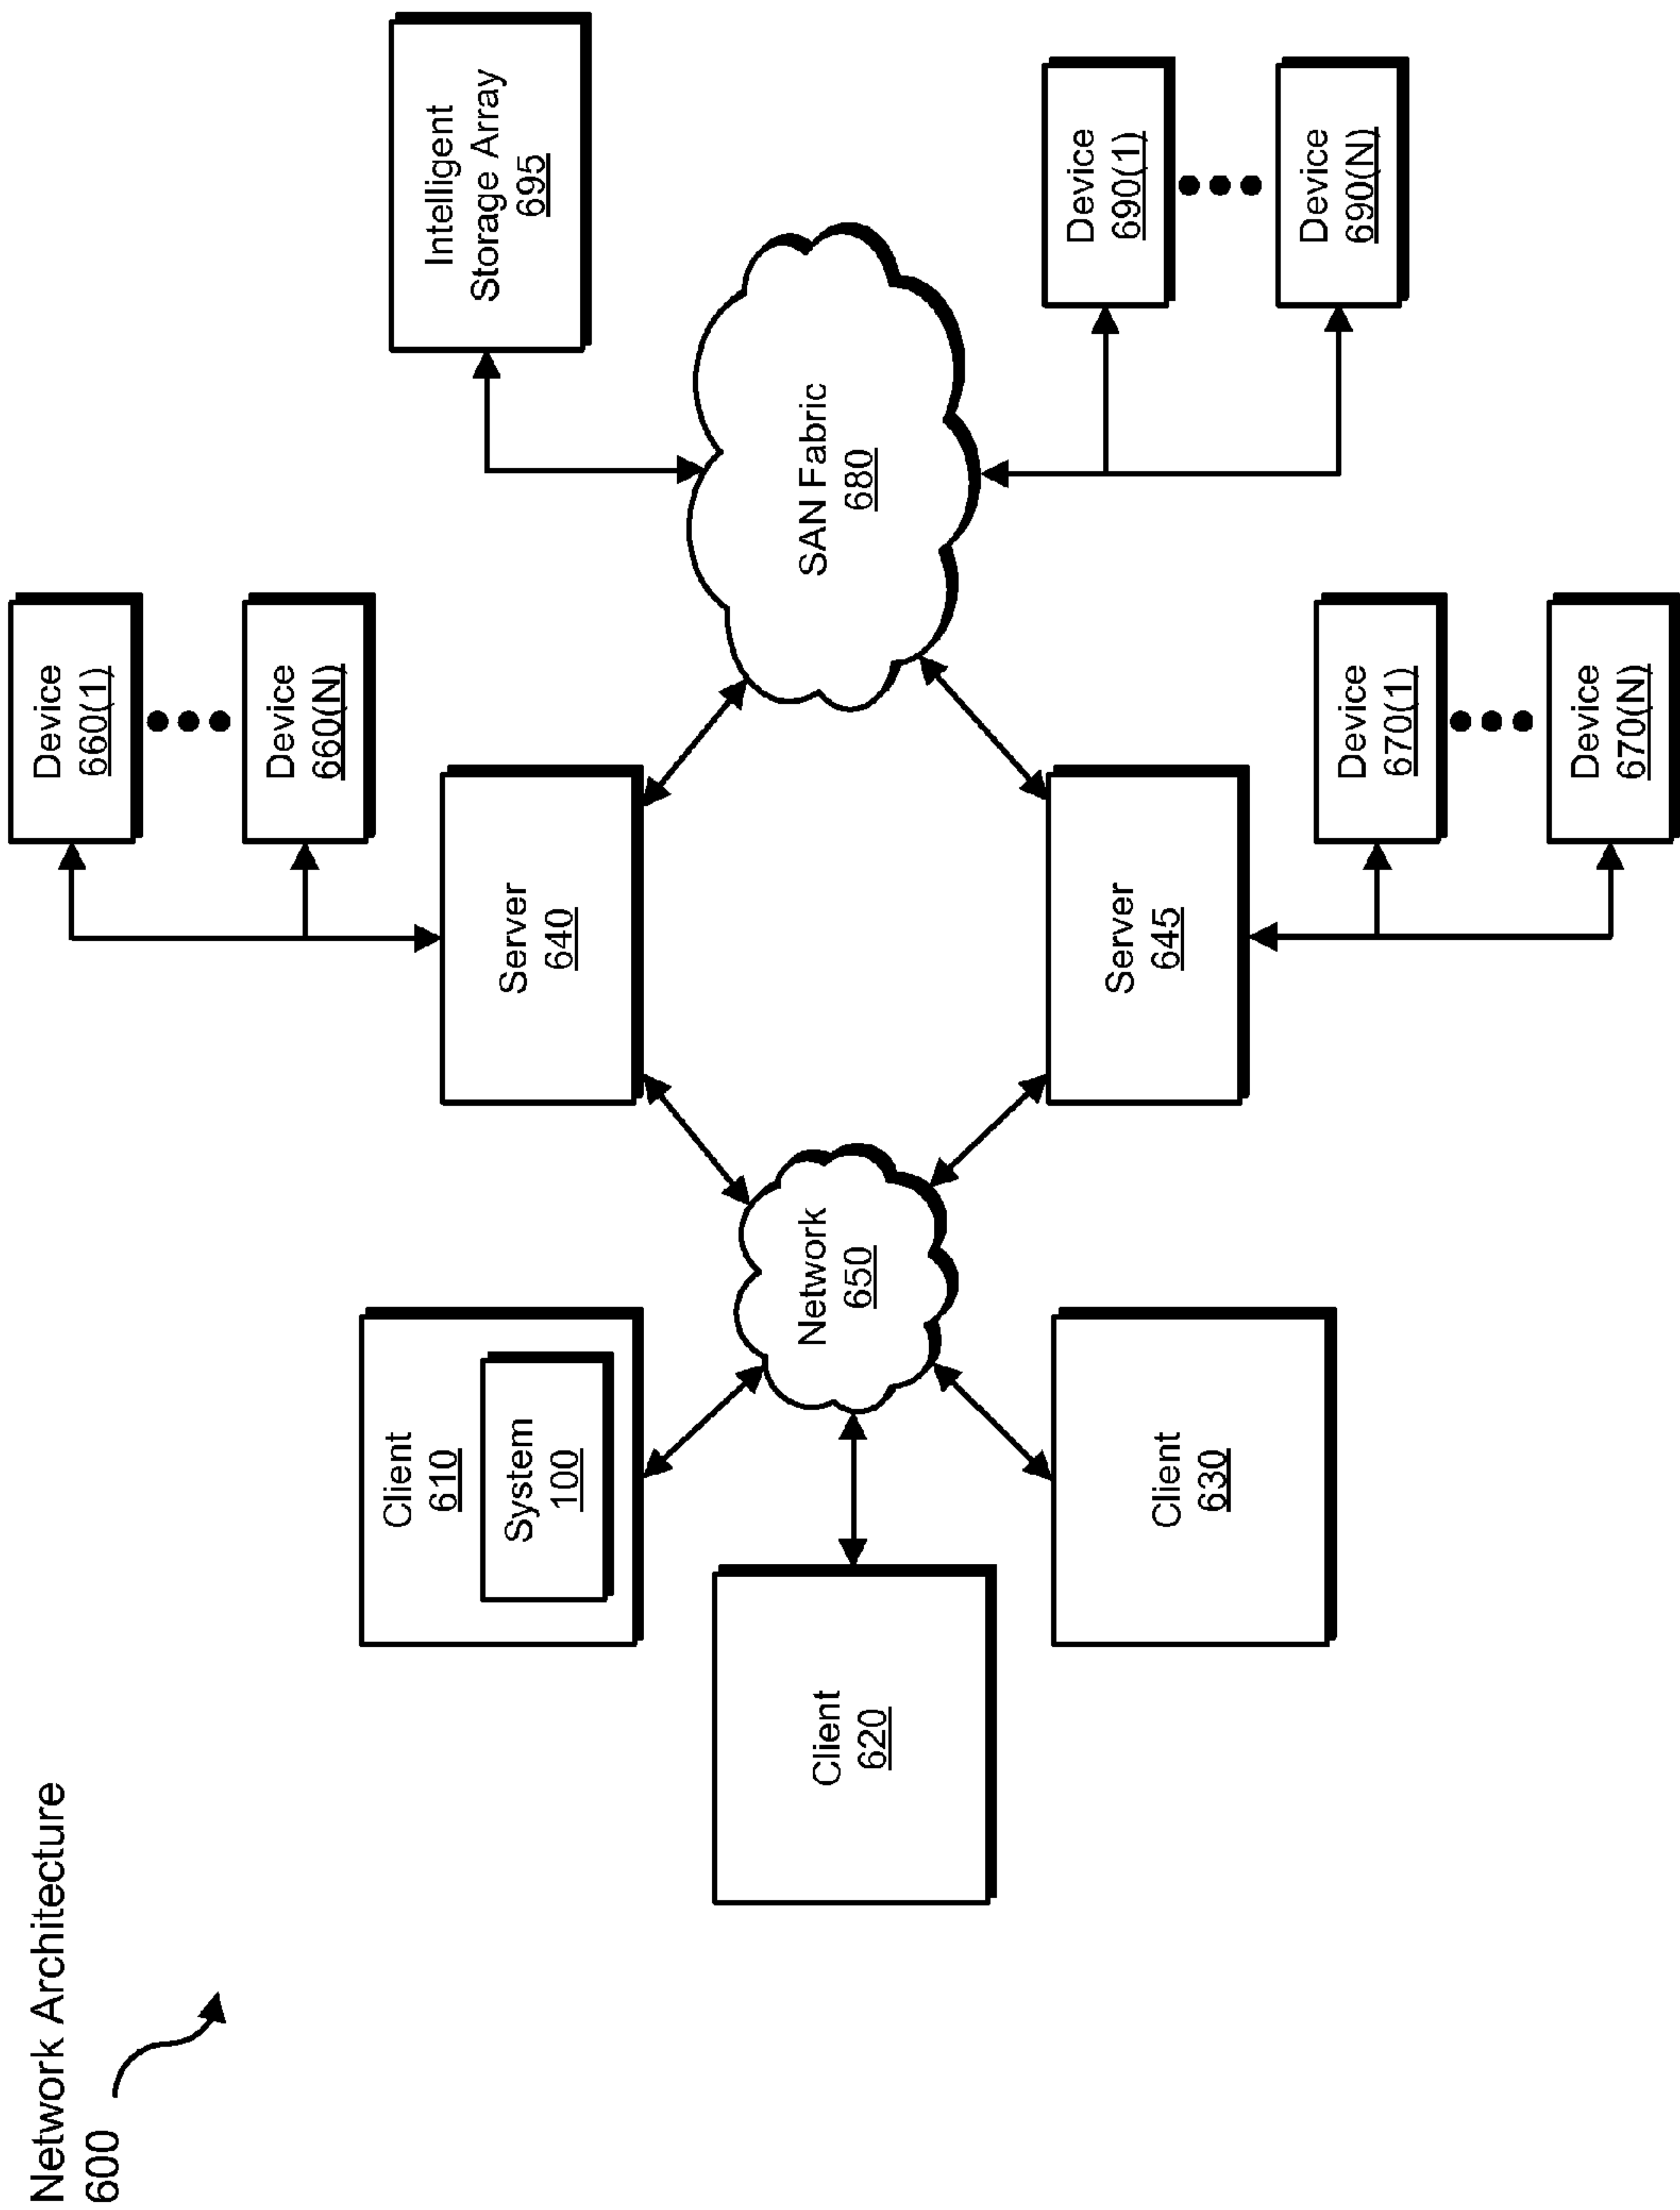 Network Architecture
600
Client
610
System
100
Client
620
Client
630
Network
650
Server
640
Server
645
Device
660(1)
Device
660(N)
Device
670(1)
Device
670(N)
SAN Fabric
680
Intelligent
Storage Array
695
Device
690(1)
Device
690(N)